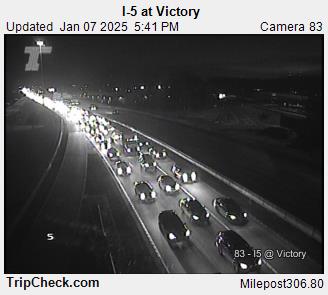 I-5 at Victory
Updated  Jan 07 2025  5:41 PM    Camera 83
T
S
83 - I5 @ Victory
TripCheck.com    Milepost306.80